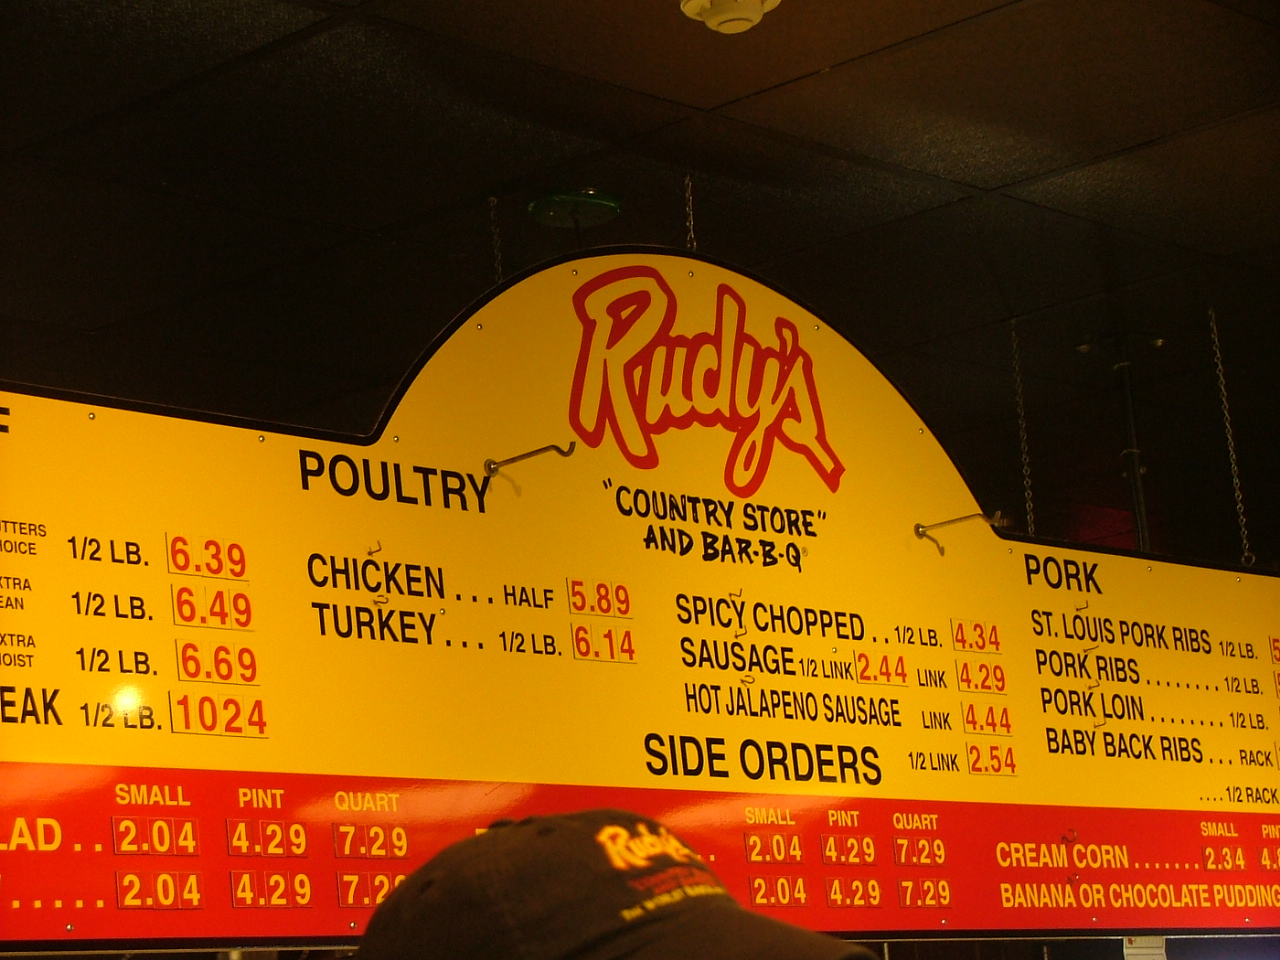 Rudy's
"COUNTRY STORE"
AND BAR-B-Q®
1/2 LB. 6.39
1/2 LB. 6.49
1/2 LB. 6.69
EAK 1/2 LB. 1024
POULTRY
CHICKEN ... HALF 5.89
TURKEY ... 1/2 LB. 6.14
SPICY CHOPPED .. 1/2 LB. 4.34
SAUSAGE 1/2 LINK 2.44 LINK 4.29
HOT JALAPENO SAUSAGE LINK 4.44
1/2 LINK 2.54
PORK
ST. LOUIS PORK RIBS 1/2 LB.
PORK RIBS ........ 1/2 LB.
PORK LOIN ........ 1/2 LB.
BABY BACK RIBS ... RACK
....1/2 RACK
SIDE ORDERS
SMALL PINT QUART
LAD .. 2.04 4.29 7.29
..... 2.04 4.29 7.29
SMALL PINT QUART
2.04 4.29 7.29
2.04 4.29 7.29
SMALL
CREAM CORN ....... 2.34
BANANA OR CHOCOLATE PUDDING
Rudy's